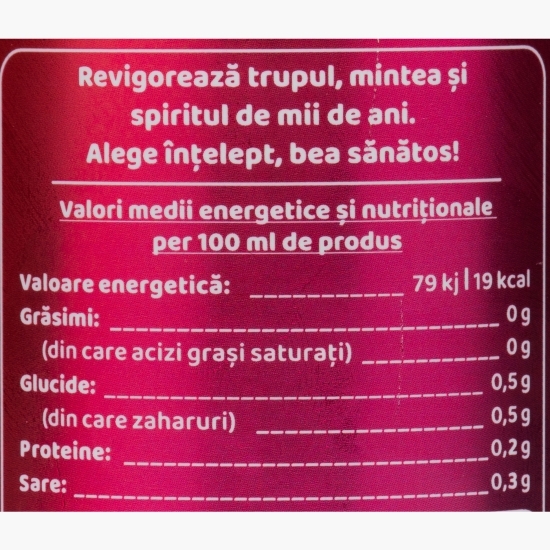 Revigorează trupul, mintea și
spiritul de mii de ani.
Alege înțelept, bea sănătos!
Valori medii energetice și nutriționale
per 100 ml de produs
Valoare energetică: 79 kj | 19 kcal
Grăsimi: 0 g
(din care acizi grași saturați) 0 g
Glucide: 0,5 g
(din care zaharuri) 0,5 g
Proteine: 0,2 g
Sare: 0,3 g